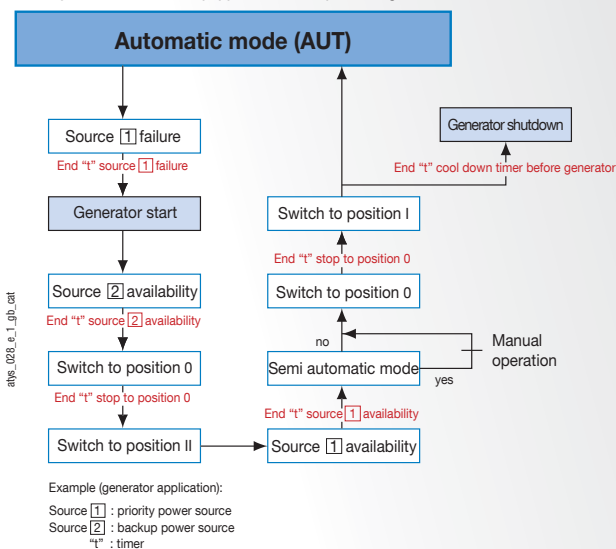 Automatic mode (AUT)
Source 1 failure
End “t” source 1 failure
Generator start
Source 2 availability
End “t” source 2 availability
Switch to position 0
End “t” stop to position 0
Switch to position II
Source 1 availability
End “t” source 1 availability
Semi automatic mode
no
yes
Manual
operation
Switch to position 0
End “t” stop to position 0
Switch to position I
End “t” cool down timer before generator
Generator shutdown
atys_028_e_1_gb_cat
Example (generator application):
Source 1 : priority power source
Source 2 : backup power source
“t” : timer